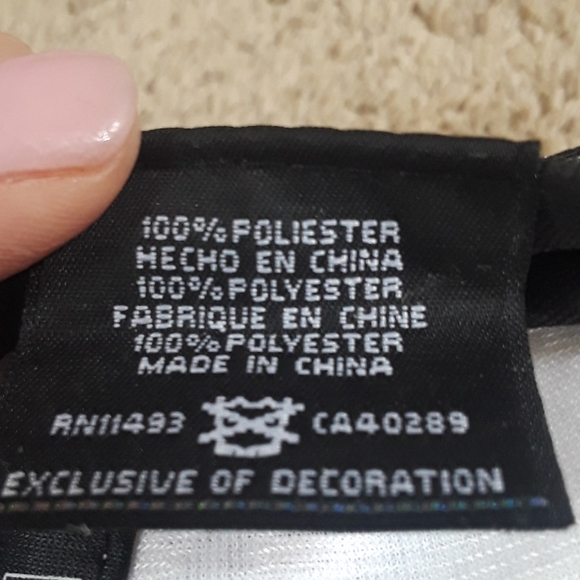 100% POLIESTER
HECHO EN CHINA
100% POLYESTER
FABRIQUE EN CHINE
100% POLYESTER
MADE IN CHINA
RN11493 CA40289
EXCLUSIVE OF DECORATION